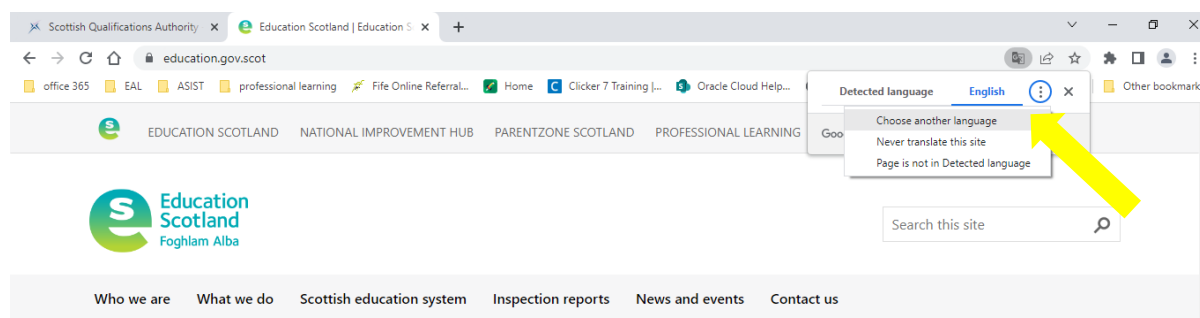 Scottish Qualifications Authority
Education Scotland | Education S
education.gov.scot
office 365 EAL ASIST professional learning Fife Online Referral... Home Clicker 7 Training |... Oracle Cloud Help... Other bookmark
Detected language English
Choose another language
Never translate this site
Page is not in Detected language
Goo
EDUCATION SCOTLAND NATIONAL IMPROVEMENT HUB PARENTZONE SCOTLAND PROFESSIONAL LEARNING
Education
Scotland
Foghlam Alba
Search this site
Who we are What we do Scottish education system Inspection reports News and events Contact us